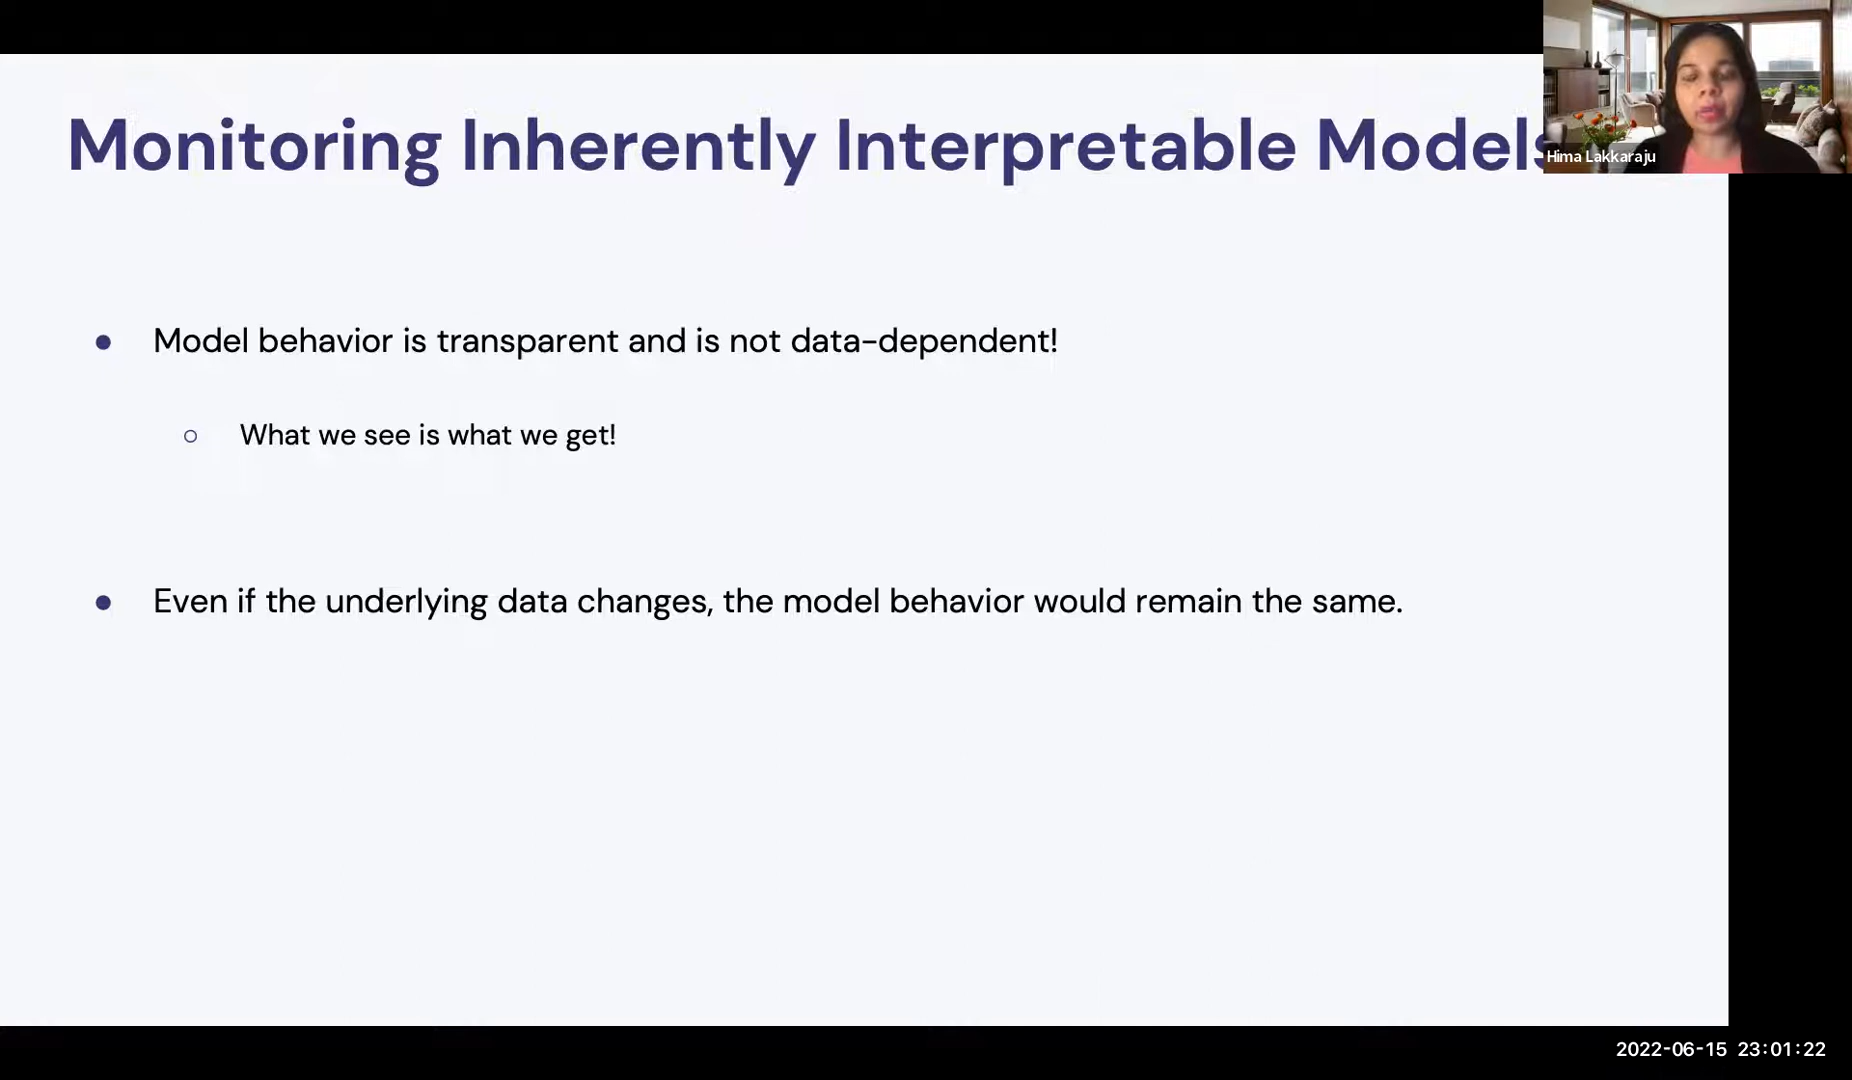 Monitoring Inherently Interpretable Models
Hima Lakkaraju
● Model behavior is transparent and is not data-dependent!
○ What we see is what we get!
● Even if the underlying data changes, the model behavior would remain the same.
2022-06-15 23:01:22